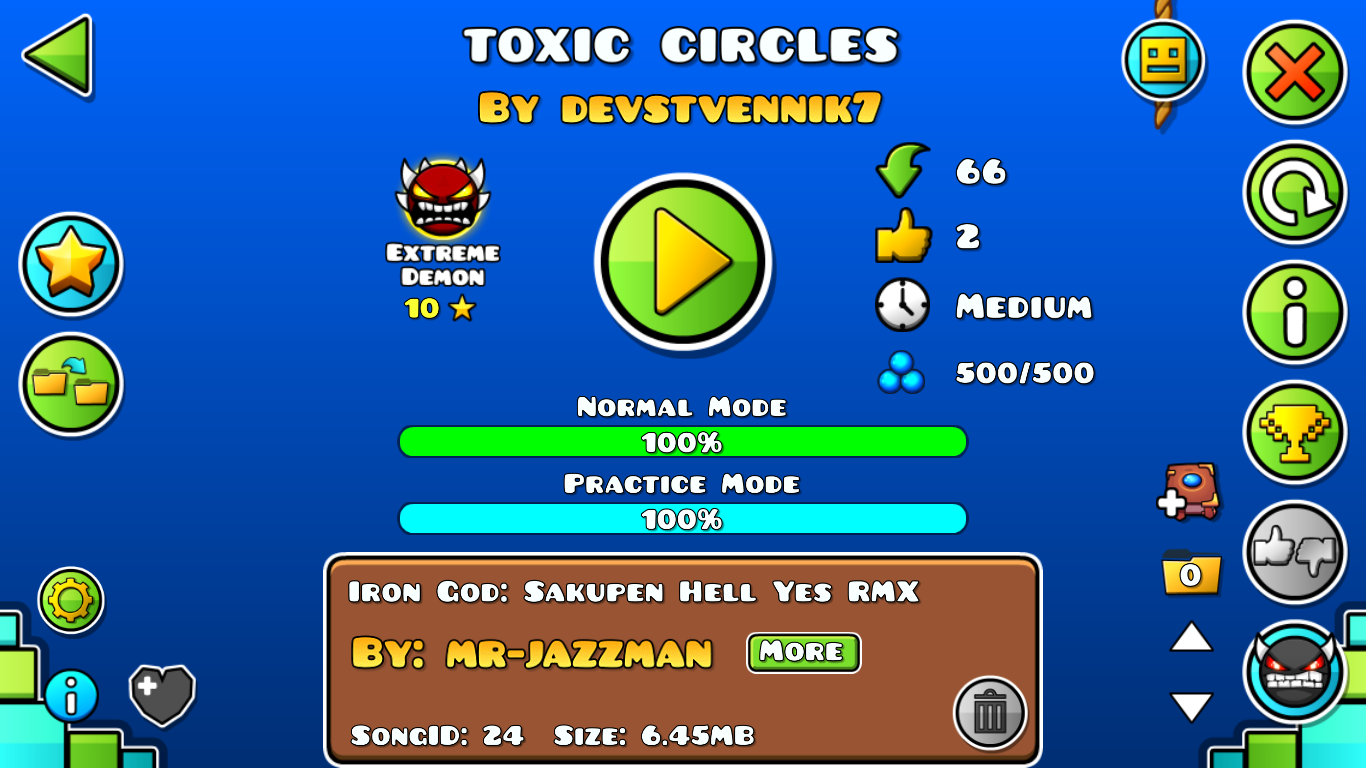 TOXIC CIRCLES
By DEVSTVENNIK7
66
Extreme Demon
2
10
Medium
500/500
Normal Mode
100%
Practice Mode
100%
Iron God: Sakupen Hell Yes RMX
0
By: MR-JAZZMAN
More
SongID: 24 Size: 6.45MB